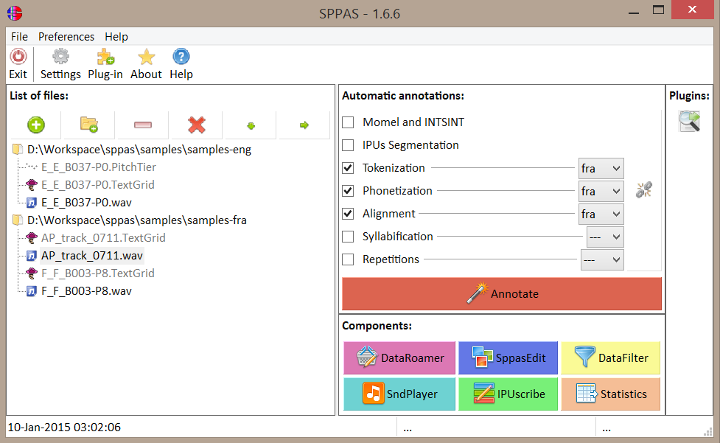 SPPAS - 1.6.6
File Preferences Help
Exit Settings Plug-in About Help
List of files:
D:\Workspace\sppas\samples\samples-eng
E_E_B037-P0.PitchTier
E_E_B037-P0.TextGrid
E_E_B037-P0.wav
D:\Workspace\sppas\samples\samples-fra
AP_track_0711.TextGrid
AP_track_0711.wav
F_F_B003-P8.TextGrid
F_F_B003-P8.wav
Automatic annotations:
Momel and INTSINT
IPUs Segmentation
Tokenization fra
Phonetization fra
Alignment fra
Syllabification ---
Repetitions ---
Annotate
Components:
DataRoamer SppasEdit DataFilter
SndPlayer IPUscribe Statistics
Plugins:
10-Jan-2015 03:02:06 ... ...